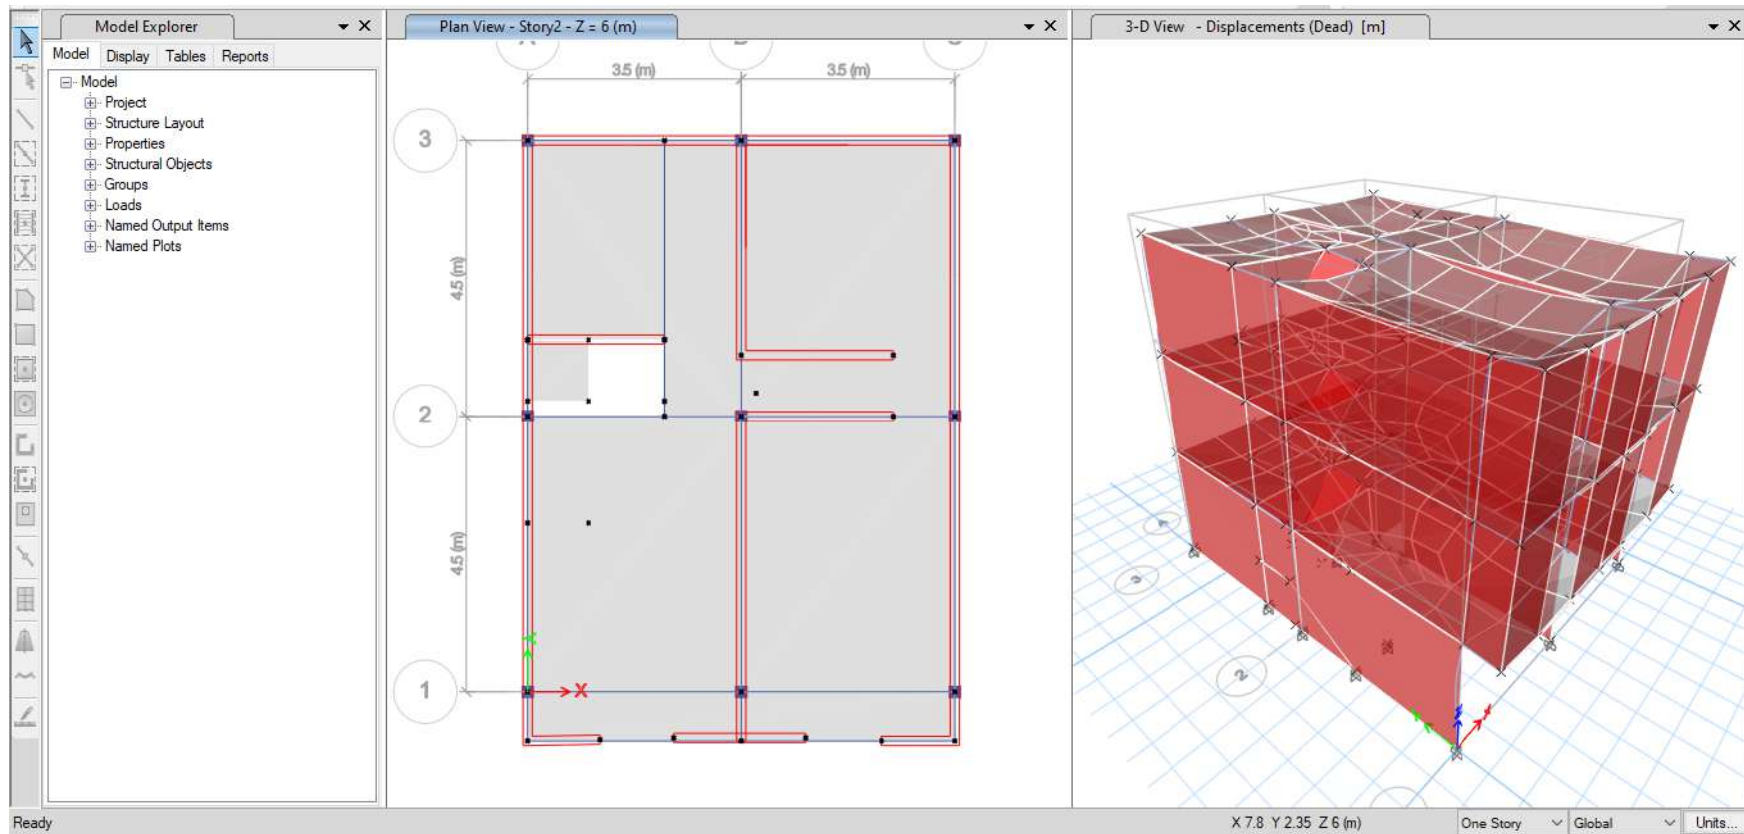 Model Explorer
Model Display Tables Reports
Model
Project
Structure Layout
Properties
Structural Objects
Groups
Loads
Named Output Items
Named Plots
Plan View - Story2 - Z = 6 (m)
3.5 (m) 3.5 (m)
3
4.5 (m)
2
4.5 (m)
1
X
3-D View - Displacements (Dead) [m]
3
2
Ready
X 7.8 Y 2.35 Z 6 (m)
One Story
Global
Units...